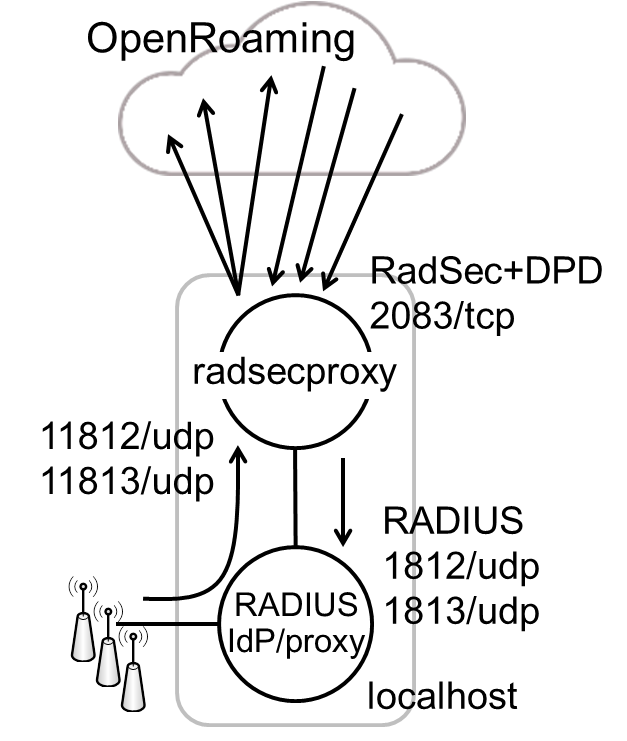 OpenRoaming
RadSec+DPD
2083/tcp
radsecproxy
11812/udp
11813/udp
RADIUS
1812/udp
1813/udp
RADIUS
IdP/proxy
localhost